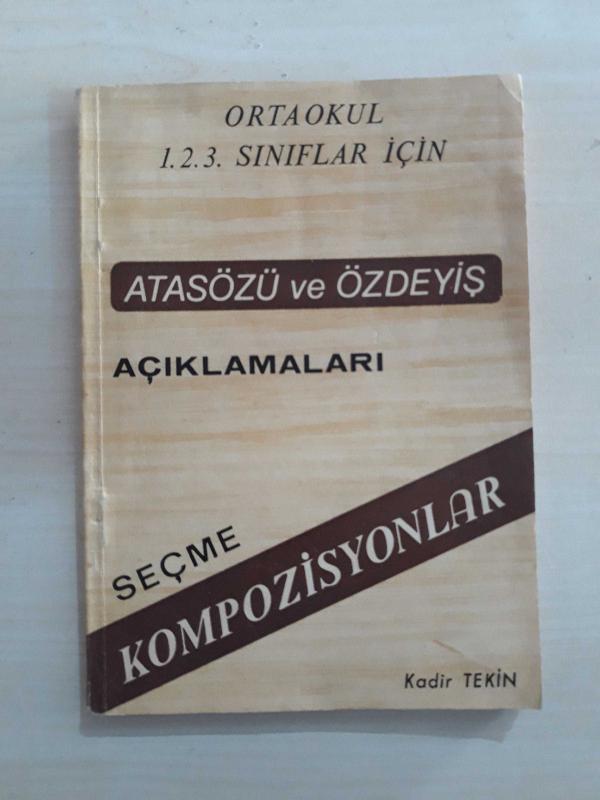 ORTAOKUL
1.2.3. SINIFLAR İÇİN
ATASÖZÜ ve ÖZDEYİŞ
AÇIKLAMALARI
SEÇME
KOMPOZİSYONLAR
Kadir TEKİN